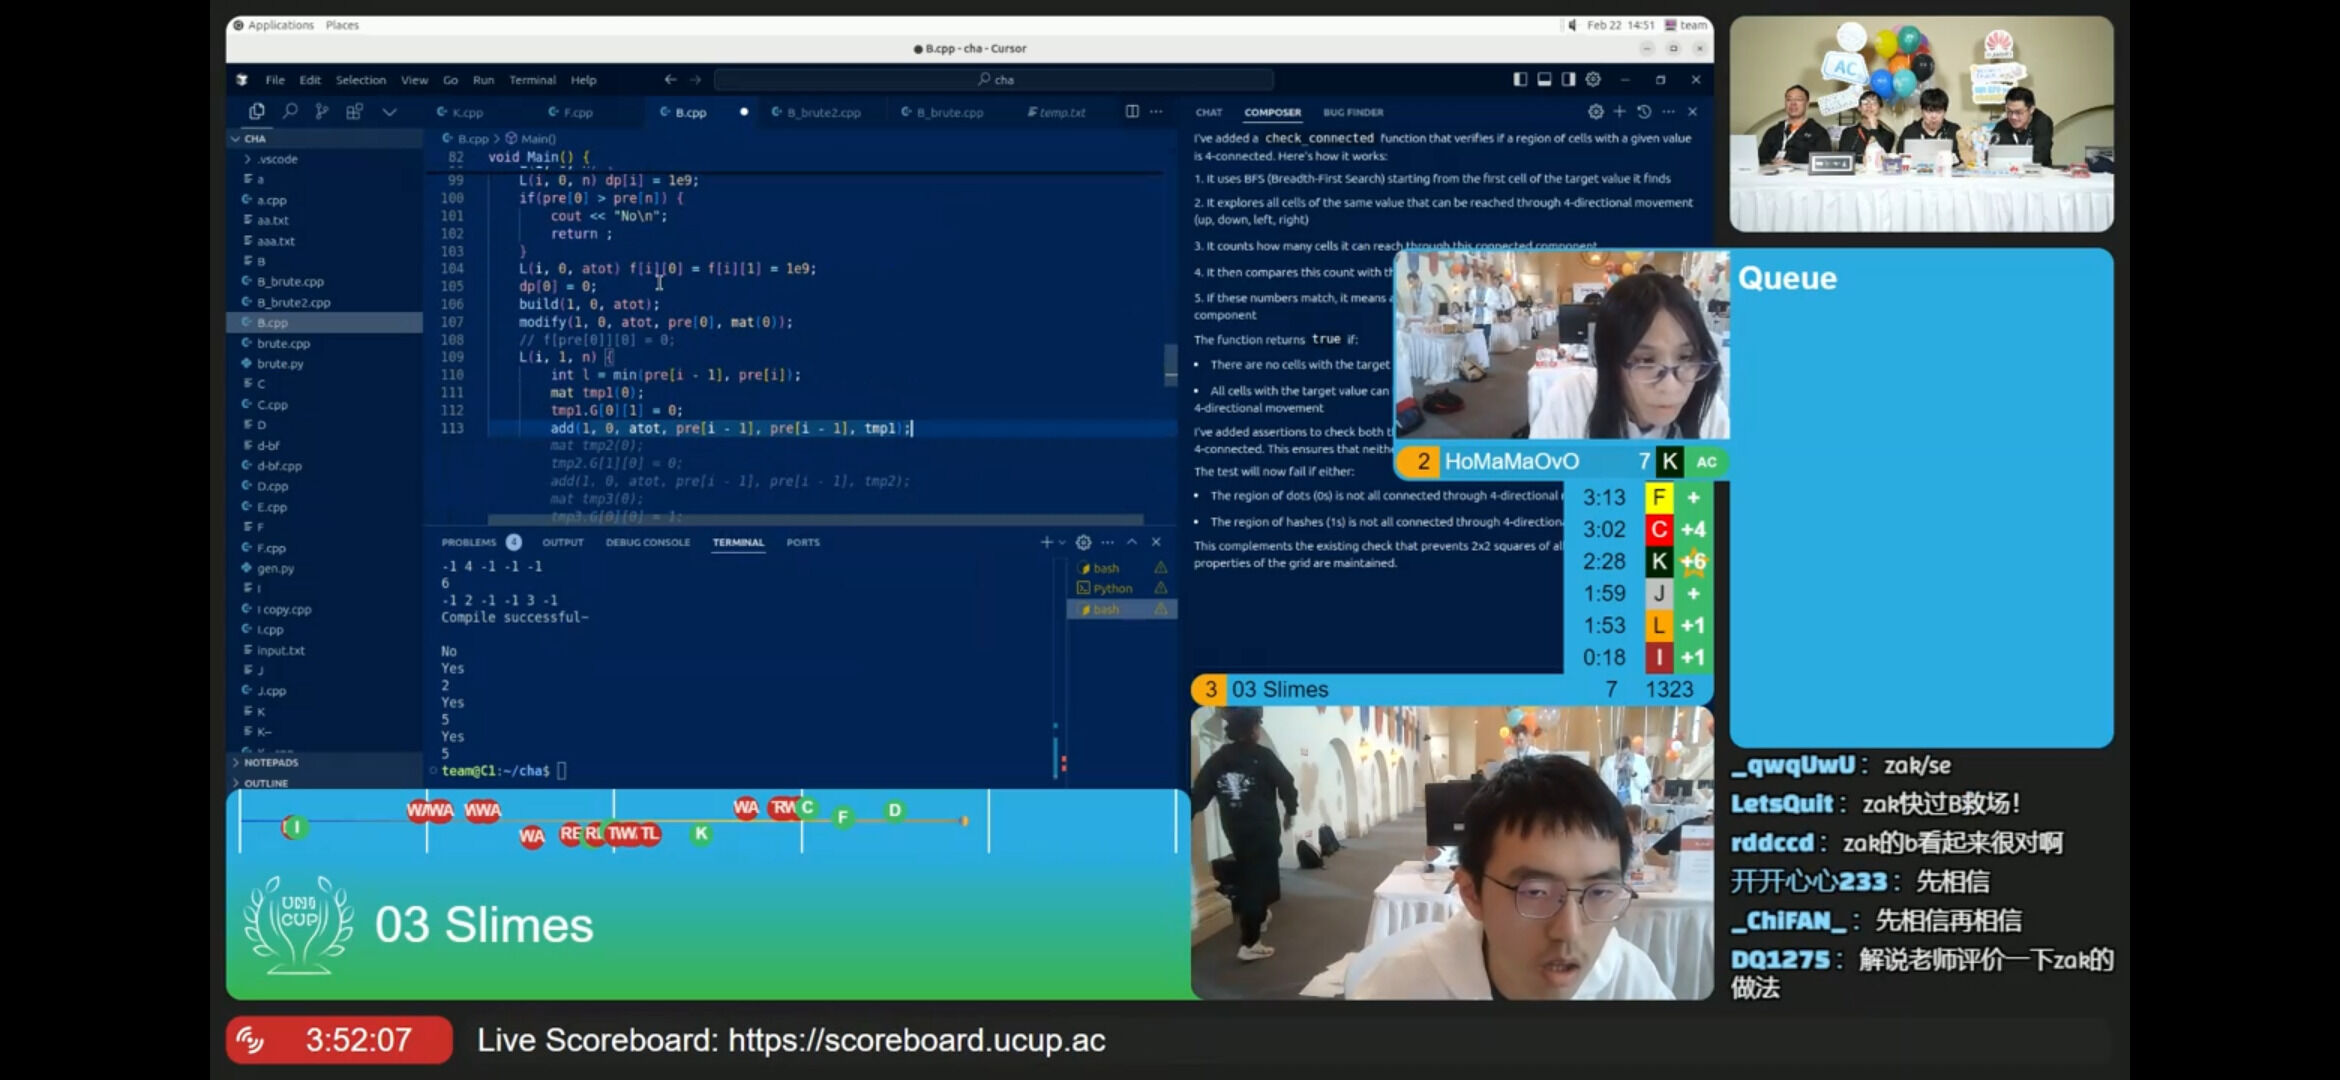 Applications Places
Feb 22 14:51 team
B.cpp - cha - Cursor
File Edit Selection View Go Run Terminal Help
cha
K.cpp F.cpp B.cpp B_brute2.cpp B_brute.cpp temp.txt
CHA
.vscode
a
a.cpp
aa.txt
aaa.txt
B
B_brute.cpp
B_brute2.cpp
B.cpp
brute.cpp
brute.py
C
C.cpp
D
d-bf
d-bf.cpp
D.cpp
E.cpp
F
F.cpp
gen.py
I
I copy.cpp
I.cpp
input.txt
J
J.cpp
K
K--
NOTEPADS
OUTLINE
B.cpp > Main()
82 void Main() {
99 L(i, 0, n) dp[i] = 1e9;
100 if(pre[0] > pre[n]) {
101 cout << "No\n";
102 return ;
103 }
104 L(i, 0, atot) f[i][0] = f[i][1] = 1e9;
105 dp[0] = 0;
106 build(1, 0, atot);
107 modify(1, 0, atot, pre[0], mat(0));
108 // f[pre[0]][0] = 0;
109 L(i, 1, n) {
110 int l = min(pre[i - 1], pre[i]);
111 mat tmp1(0);
112 tmp1.G[0][1] = 0;
113 add(1, 0, atot, pre[i - 1], pre[i - 1], tmp1);
mat tmp2(0);
tmp2.G[1][0] = 0;
add(1, 0, atot, pre[i - 1], pre[i - 1], tmp2);
mat tmp3(0);
tmp3.G[0][0] = 1;
PROBLEMS 4 OUTPUT DEBUG CONSOLE TERMINAL PORTS
-1 4 -1 -1 -1
6
-1 2 -1 -1 3 -1
Compile successful~
No
Yes
2
Yes
5
Yes
5
team@C1:~/cha$
bash
Python
bash
CHAT COMPOSER BUG FINDER
I've added a check_connected function that verifies if a region of cells with a given value
is 4-connected. Here's how it works:
1. It uses BFS (Breadth-First Search) starting from the first cell of the target value it finds
2. It explores all cells of the same value that can be reached through 4-directional movement
(up, down, left, right)
3. It counts how many cells it can reach through this connected component
4. It then compares this count with th
5. If these numbers match, it means a
component
The function returns true if:
• There are no cells with the target
• All cells with the target value can
4-directional movement
I've added assertions to check both t
4-connected. This ensures that neithe
The test will now fail if either:
• The region of dots (0s) is not all connected through 4-directional
• The region of hashes (1s) is not all connected through 4-direction
This complements the existing check that prevents 2x2 squares of al
properties of the grid are maintained.
AC
Queue
2 HoMaMaOvO 7 K AC
3:13 F +
3:02 C +4
2:28 K +6
1:59 J +
1:53 L +1
0:18 I +1
3 03 Slimes 7 1323
I WA WA WA WA RE TL K WA C F D
UNI
CUP
03 Slimes
_qwqUwU: zak/se
LetsQuit: zak快过B救场!
rddccd: zak的b看起来很对啊
开开心心233: 先相信
_ChiFAN_: 先相信再相信
DQ1275: 解说老师评价一下zak的
做法
3:52:07 Live Scoreboard: https://scoreboard.ucup.ac